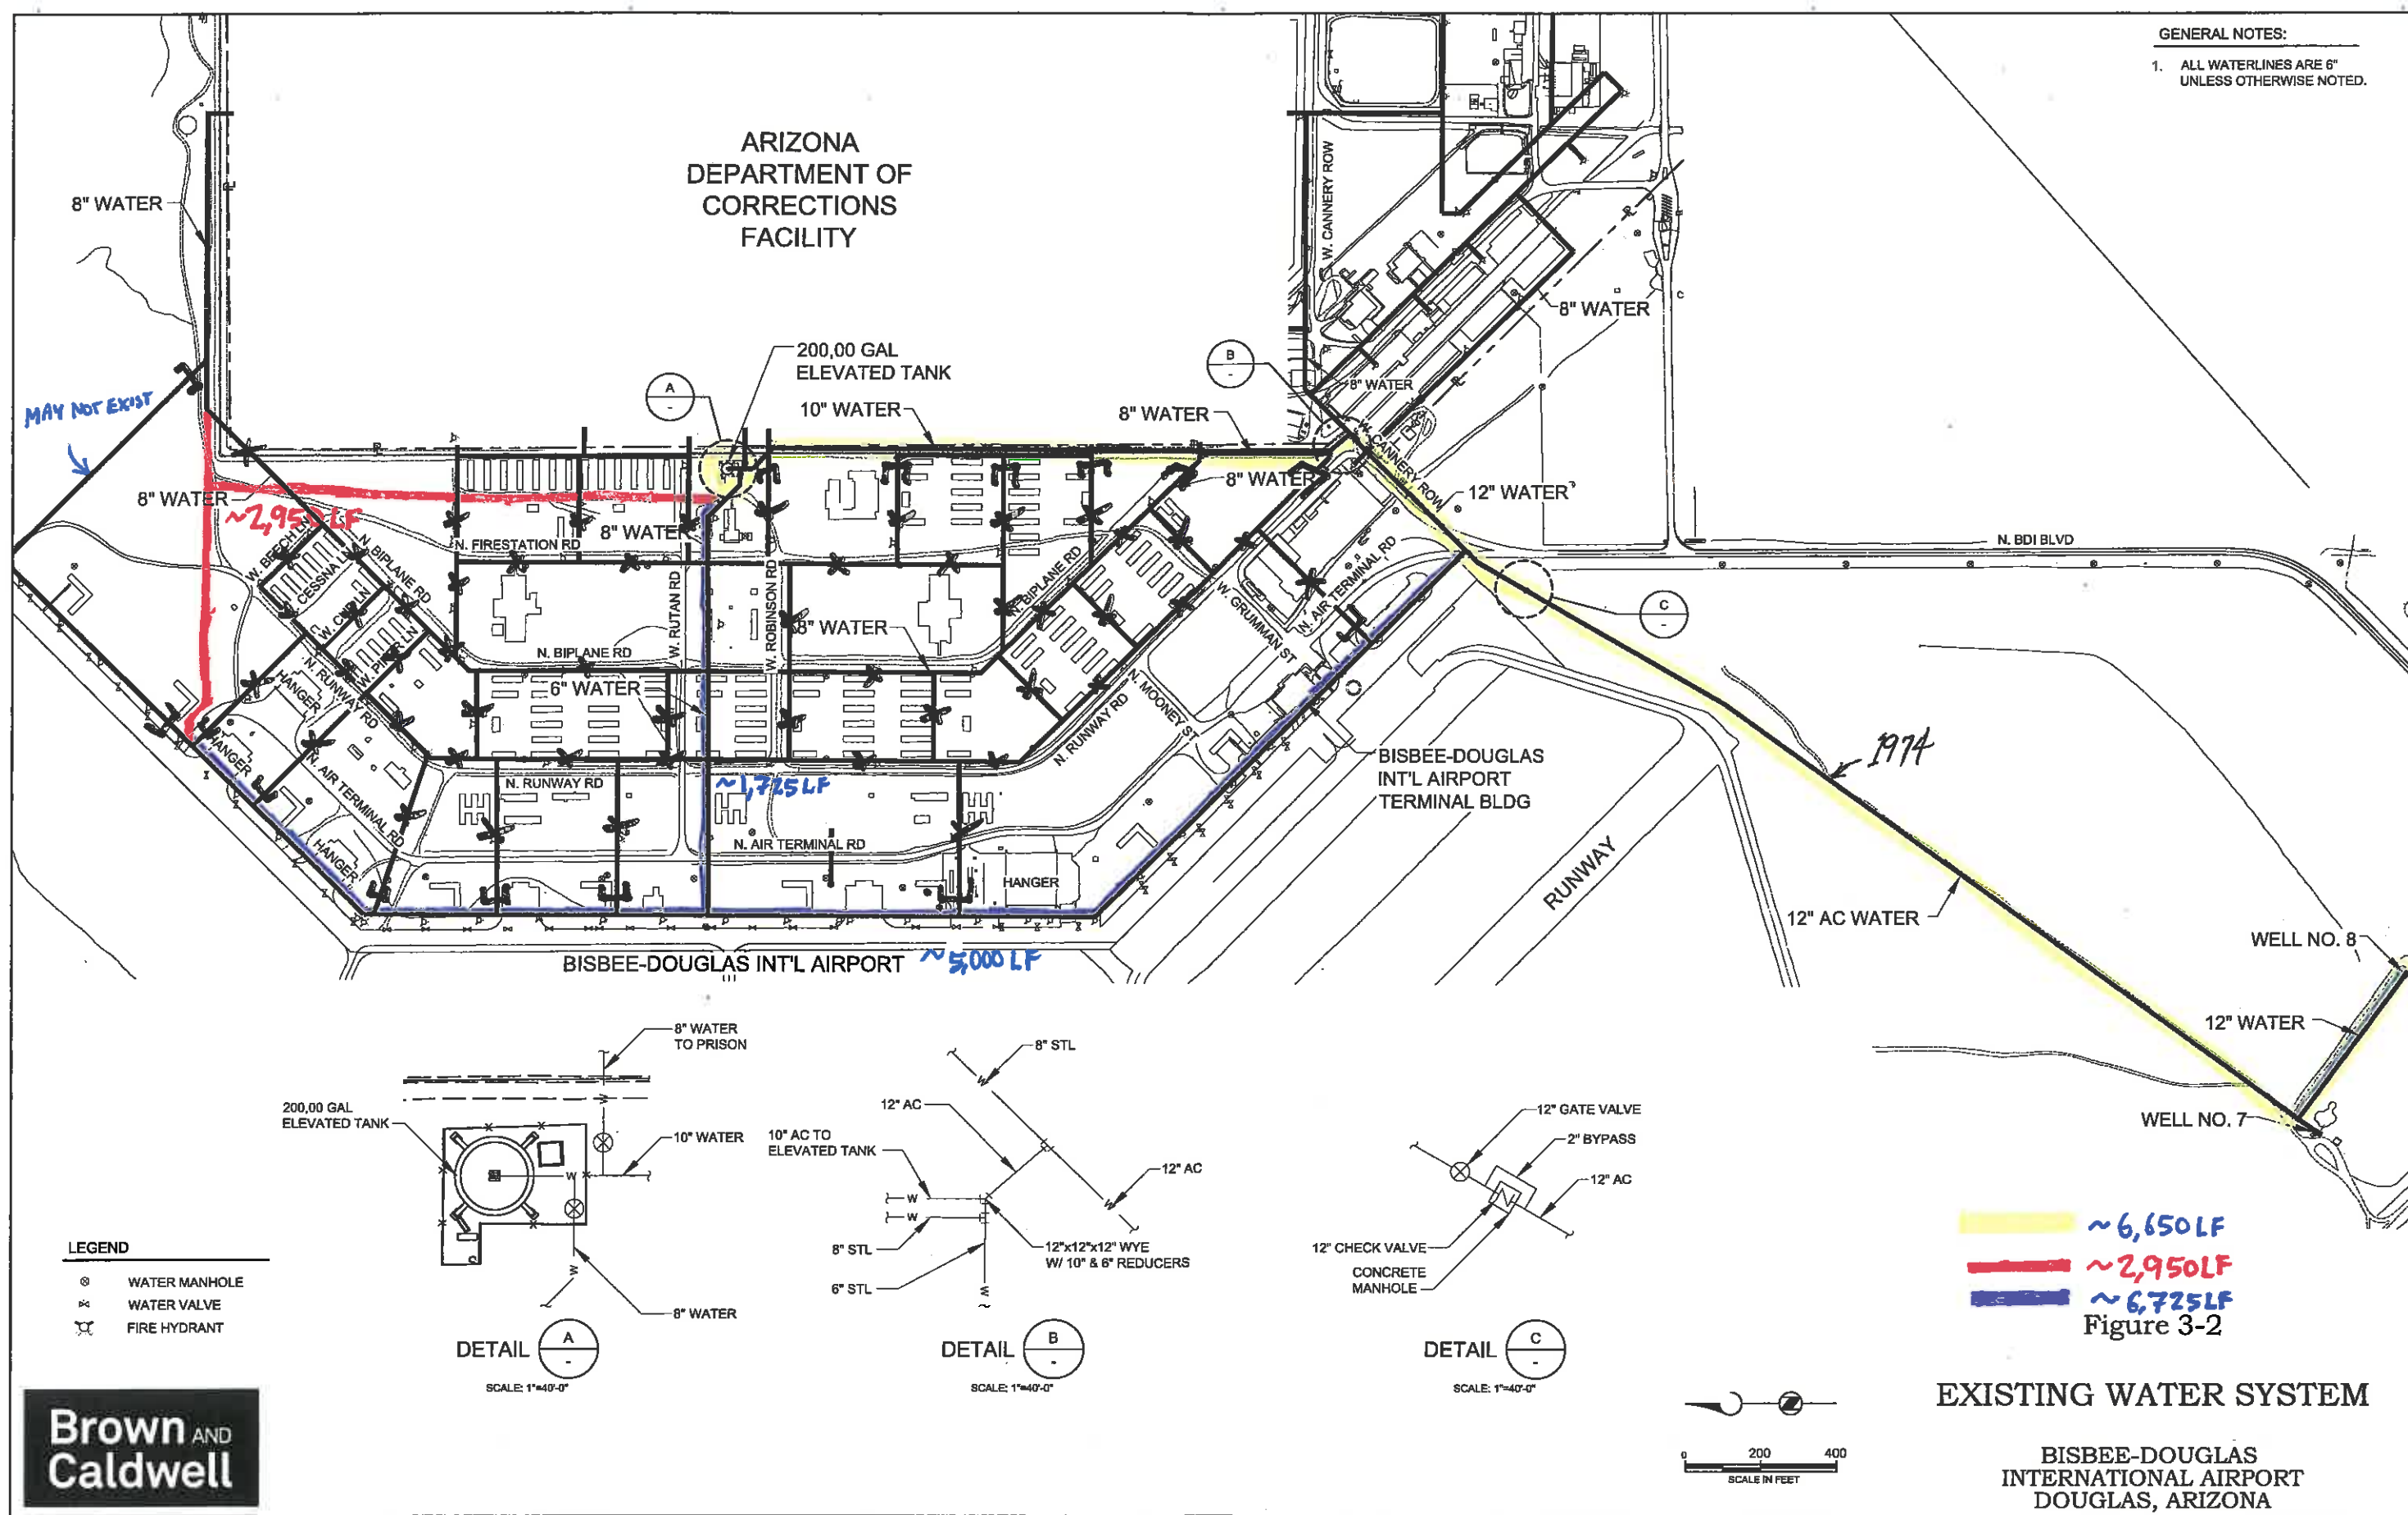 GENERAL NOTES:
1. ALL WATERLINES ARE 6"
UNLESS OTHERWISE NOTED.
ARIZONA
DEPARTMENT OF
CORRECTIONS
FACILITY
8" WATER
W. CANNERY ROW
8" WATER
200,00 GAL
ELEVATED TANK
A
-
B
-
8" WATER
10" WATER
8" WATER
MAY NOT EXIST
W. CANNERY ROW
8" WATER
8" WATER
12" WATER
~2,950 LF
8" WATER
N. FIRESTATION RD
N. BDI BLVD
W. BEECH LN
CESSNA LN
N. BIPLANE RD
W. CUB LN
W. PIPER LN
W. RUTAN RD
W. ROBINSON RD
N. BIPLANE RD
W. GRUMMAN ST
N. AIR TERMINAL RD
C
-
8" WATER
N. BIPLANE RD
6" WATER
HANGER
N. RUNWAY RD
N. MOONEY ST
N. RUNWAY RD
HANGER
N. AIR TERMINAL RD
1974
BISBEE-DOUGLAS
INT'L AIRPORT
TERMINAL BLDG
N. RUNWAY RD
~1,725 LF
HANGER
N. AIR TERMINAL RD
HANGER
RUNWAY
12" AC WATER
WELL NO. 8
BISBEE-DOUGLAS INT'L AIRPORT
~5,000 LF
12" WATER
WELL NO. 7
8" WATER
TO PRISON
200,00 GAL
ELEVATED TANK
10" WATER
W
W
W
8" WATER
DETAIL
A
-
SCALE: 1"=40'-0"
8" STL
W
12" AC
10" AC TO
ELEVATED TANK
12" AC
W
W
W
8" STL
12"x12"x12" WYE
W/ 10" & 6" REDUCERS
6" STL
W
DETAIL
B
-
SCALE: 1"=40'-0"
12" GATE VALVE
2" BYPASS
12" AC
12" CHECK VALVE
CONCRETE
MANHOLE
DETAIL
C
-
SCALE: 1"=40'-0"
LEGEND
WATER MANHOLE
WATER VALVE
FIRE HYDRANT
~6,650 LF
~2,950 LF
~6,725 LF
Figure 3-2
Brown AND
Caldwell
Z
0 200 400
SCALE IN FEET
EXISTING WATER SYSTEM
BISBEE-DOUGLAS
INTERNATIONAL AIRPORT
DOUGLAS, ARIZONA